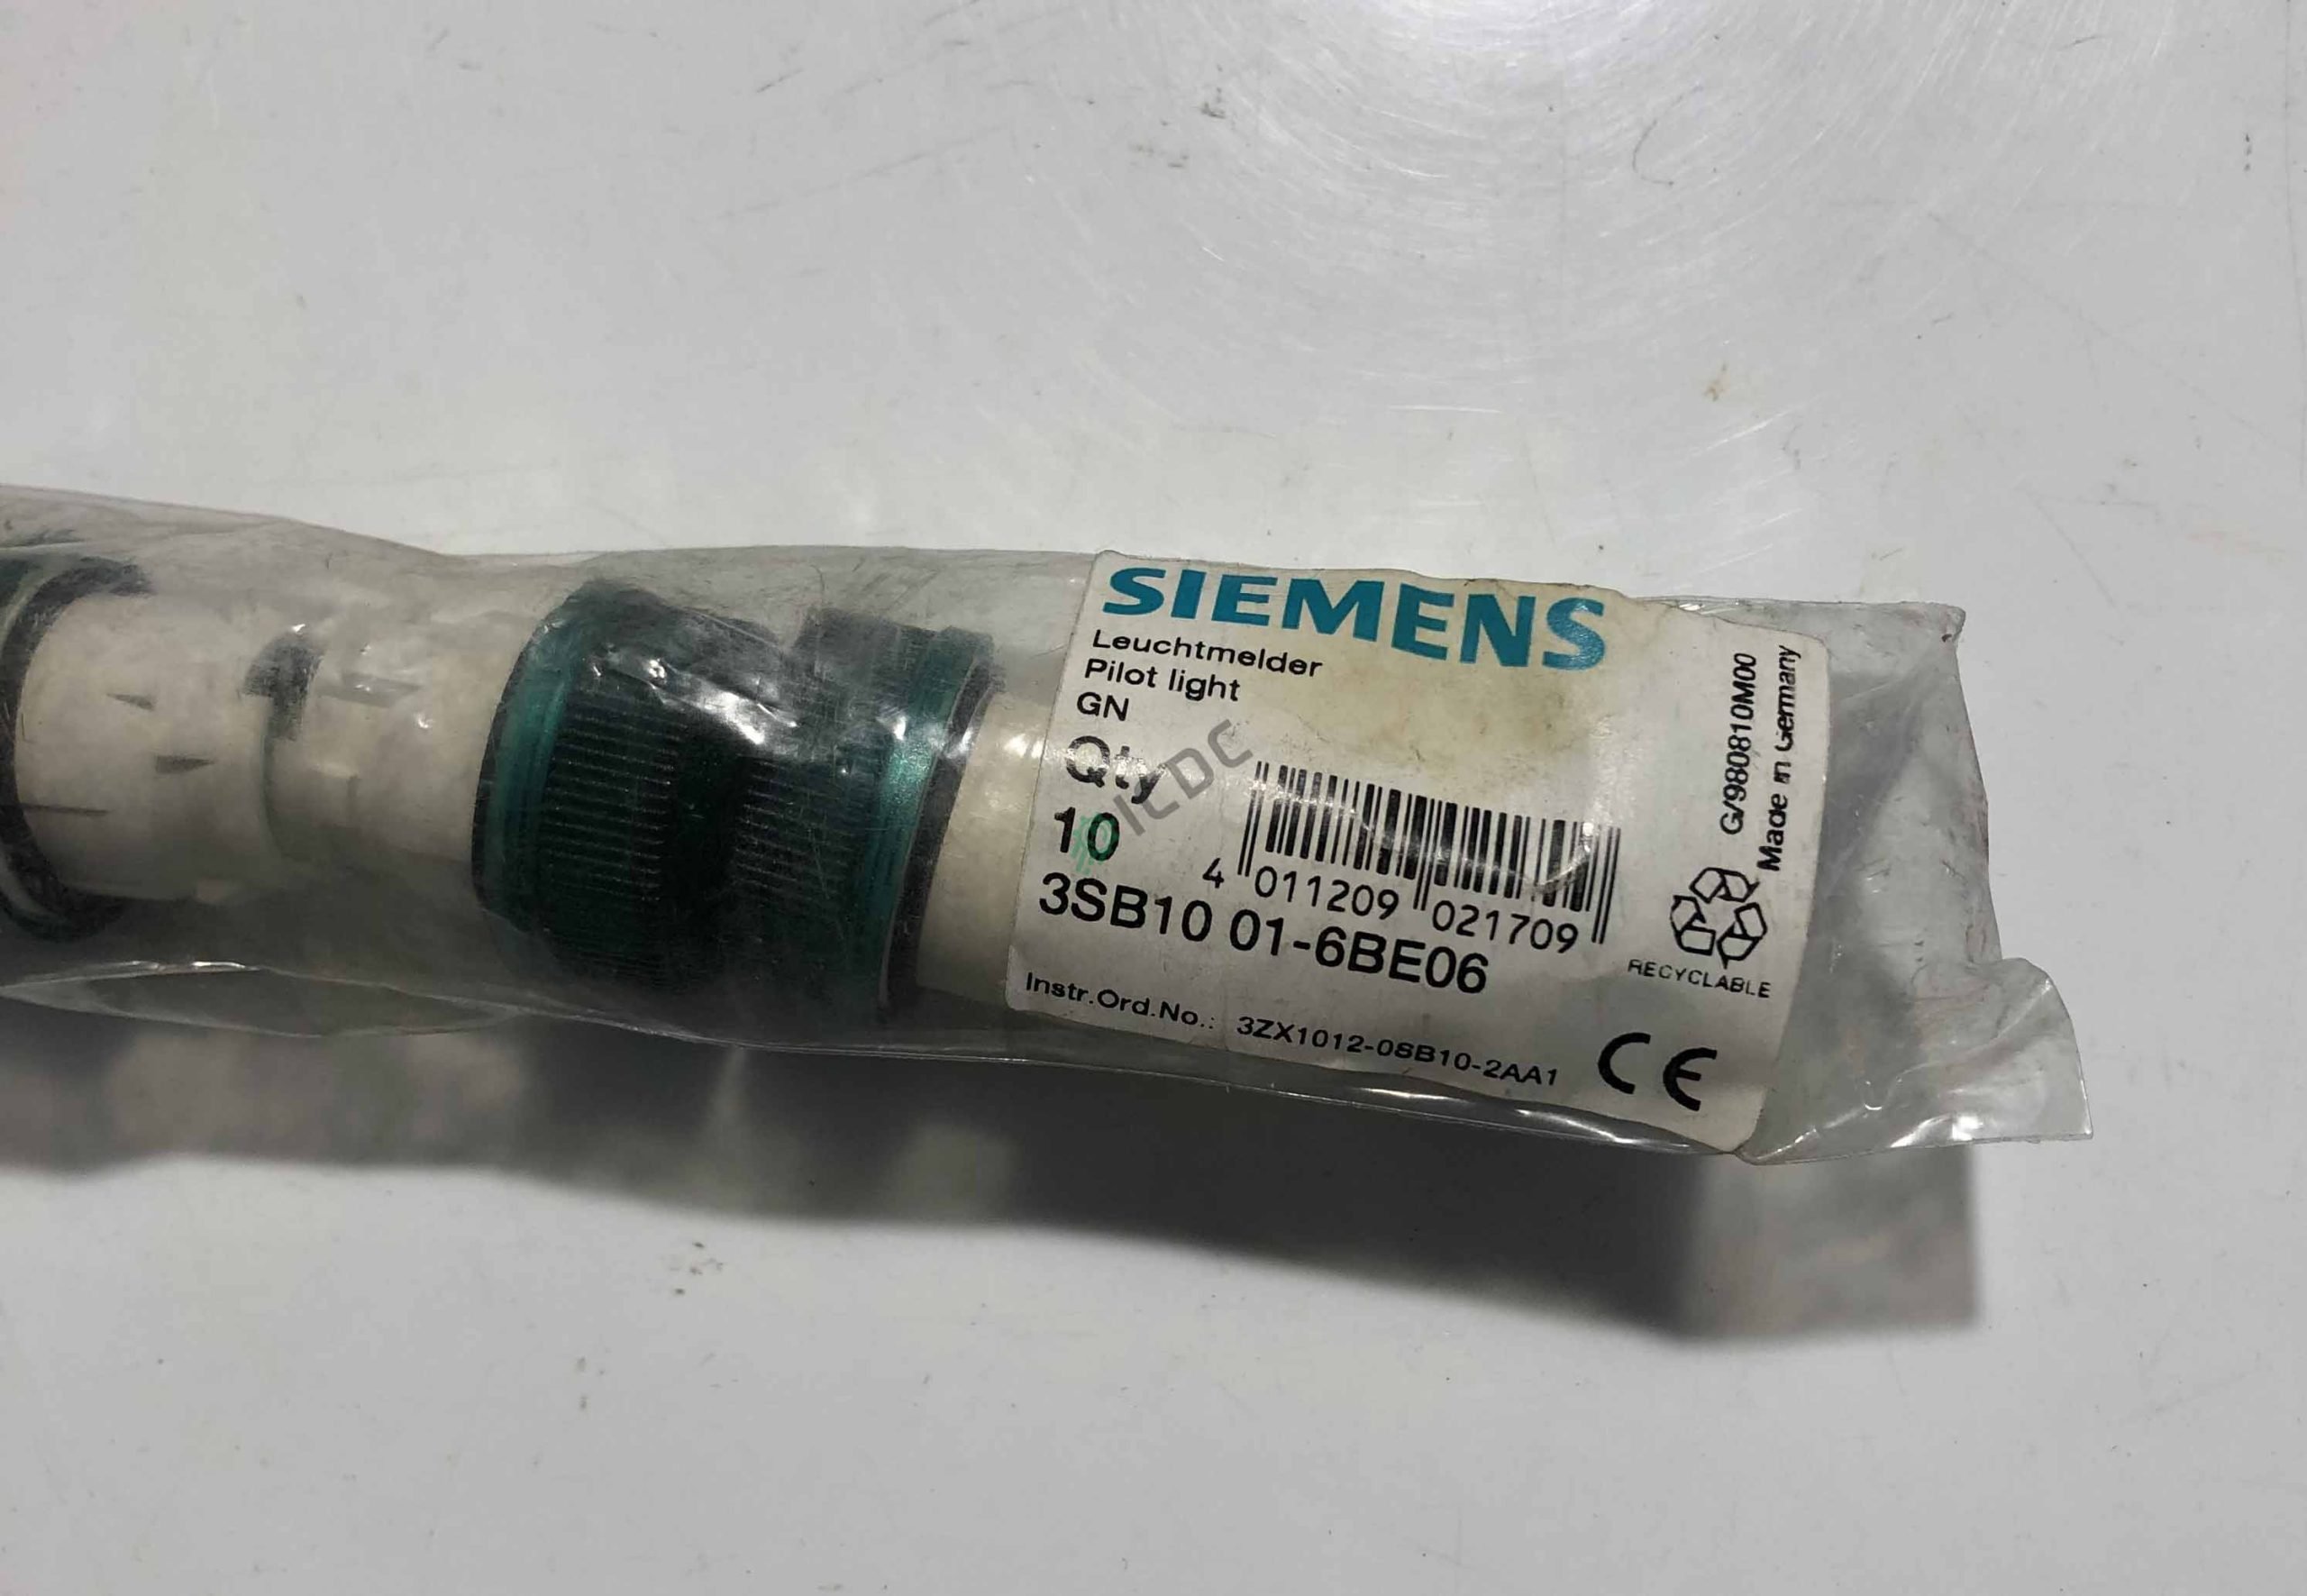 SIEMENS
Leuchtmelder
Pilot light
GN
Qty
10
3SB10 01-6BE06
4 011209 021709
Instr.Ord.No.: 3ZX1012-0SB10-2AA1
CE
RECYCLABLE
G/980810M00
Made in Germany
ICDC